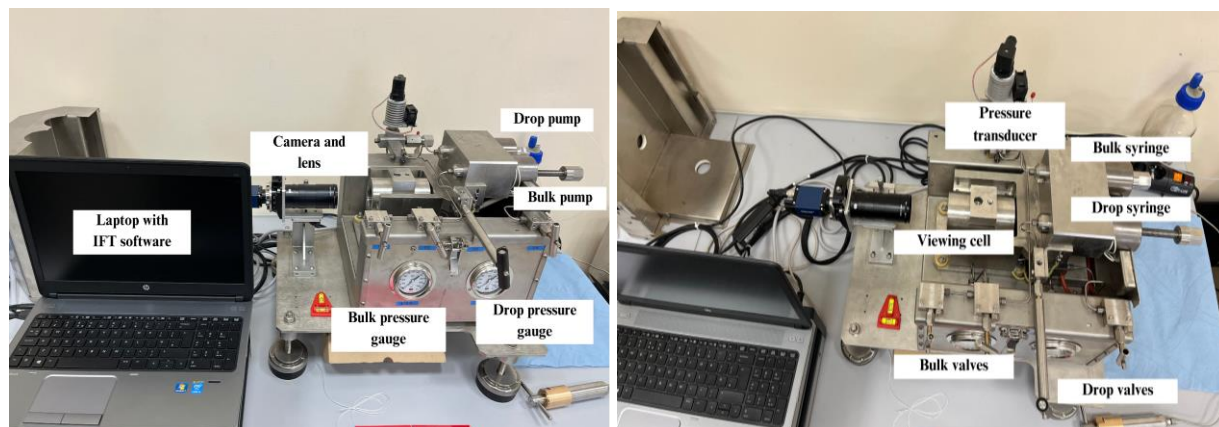 Drop pump
Camera and
lens
Bulk pump
Laptop with
IFT software
Bulk pressure
gauge
Drop pressure
gauge
Pressure
transducer
Bulk syringe
Drop syringe
Viewing cell
Bulk valves
Drop valves